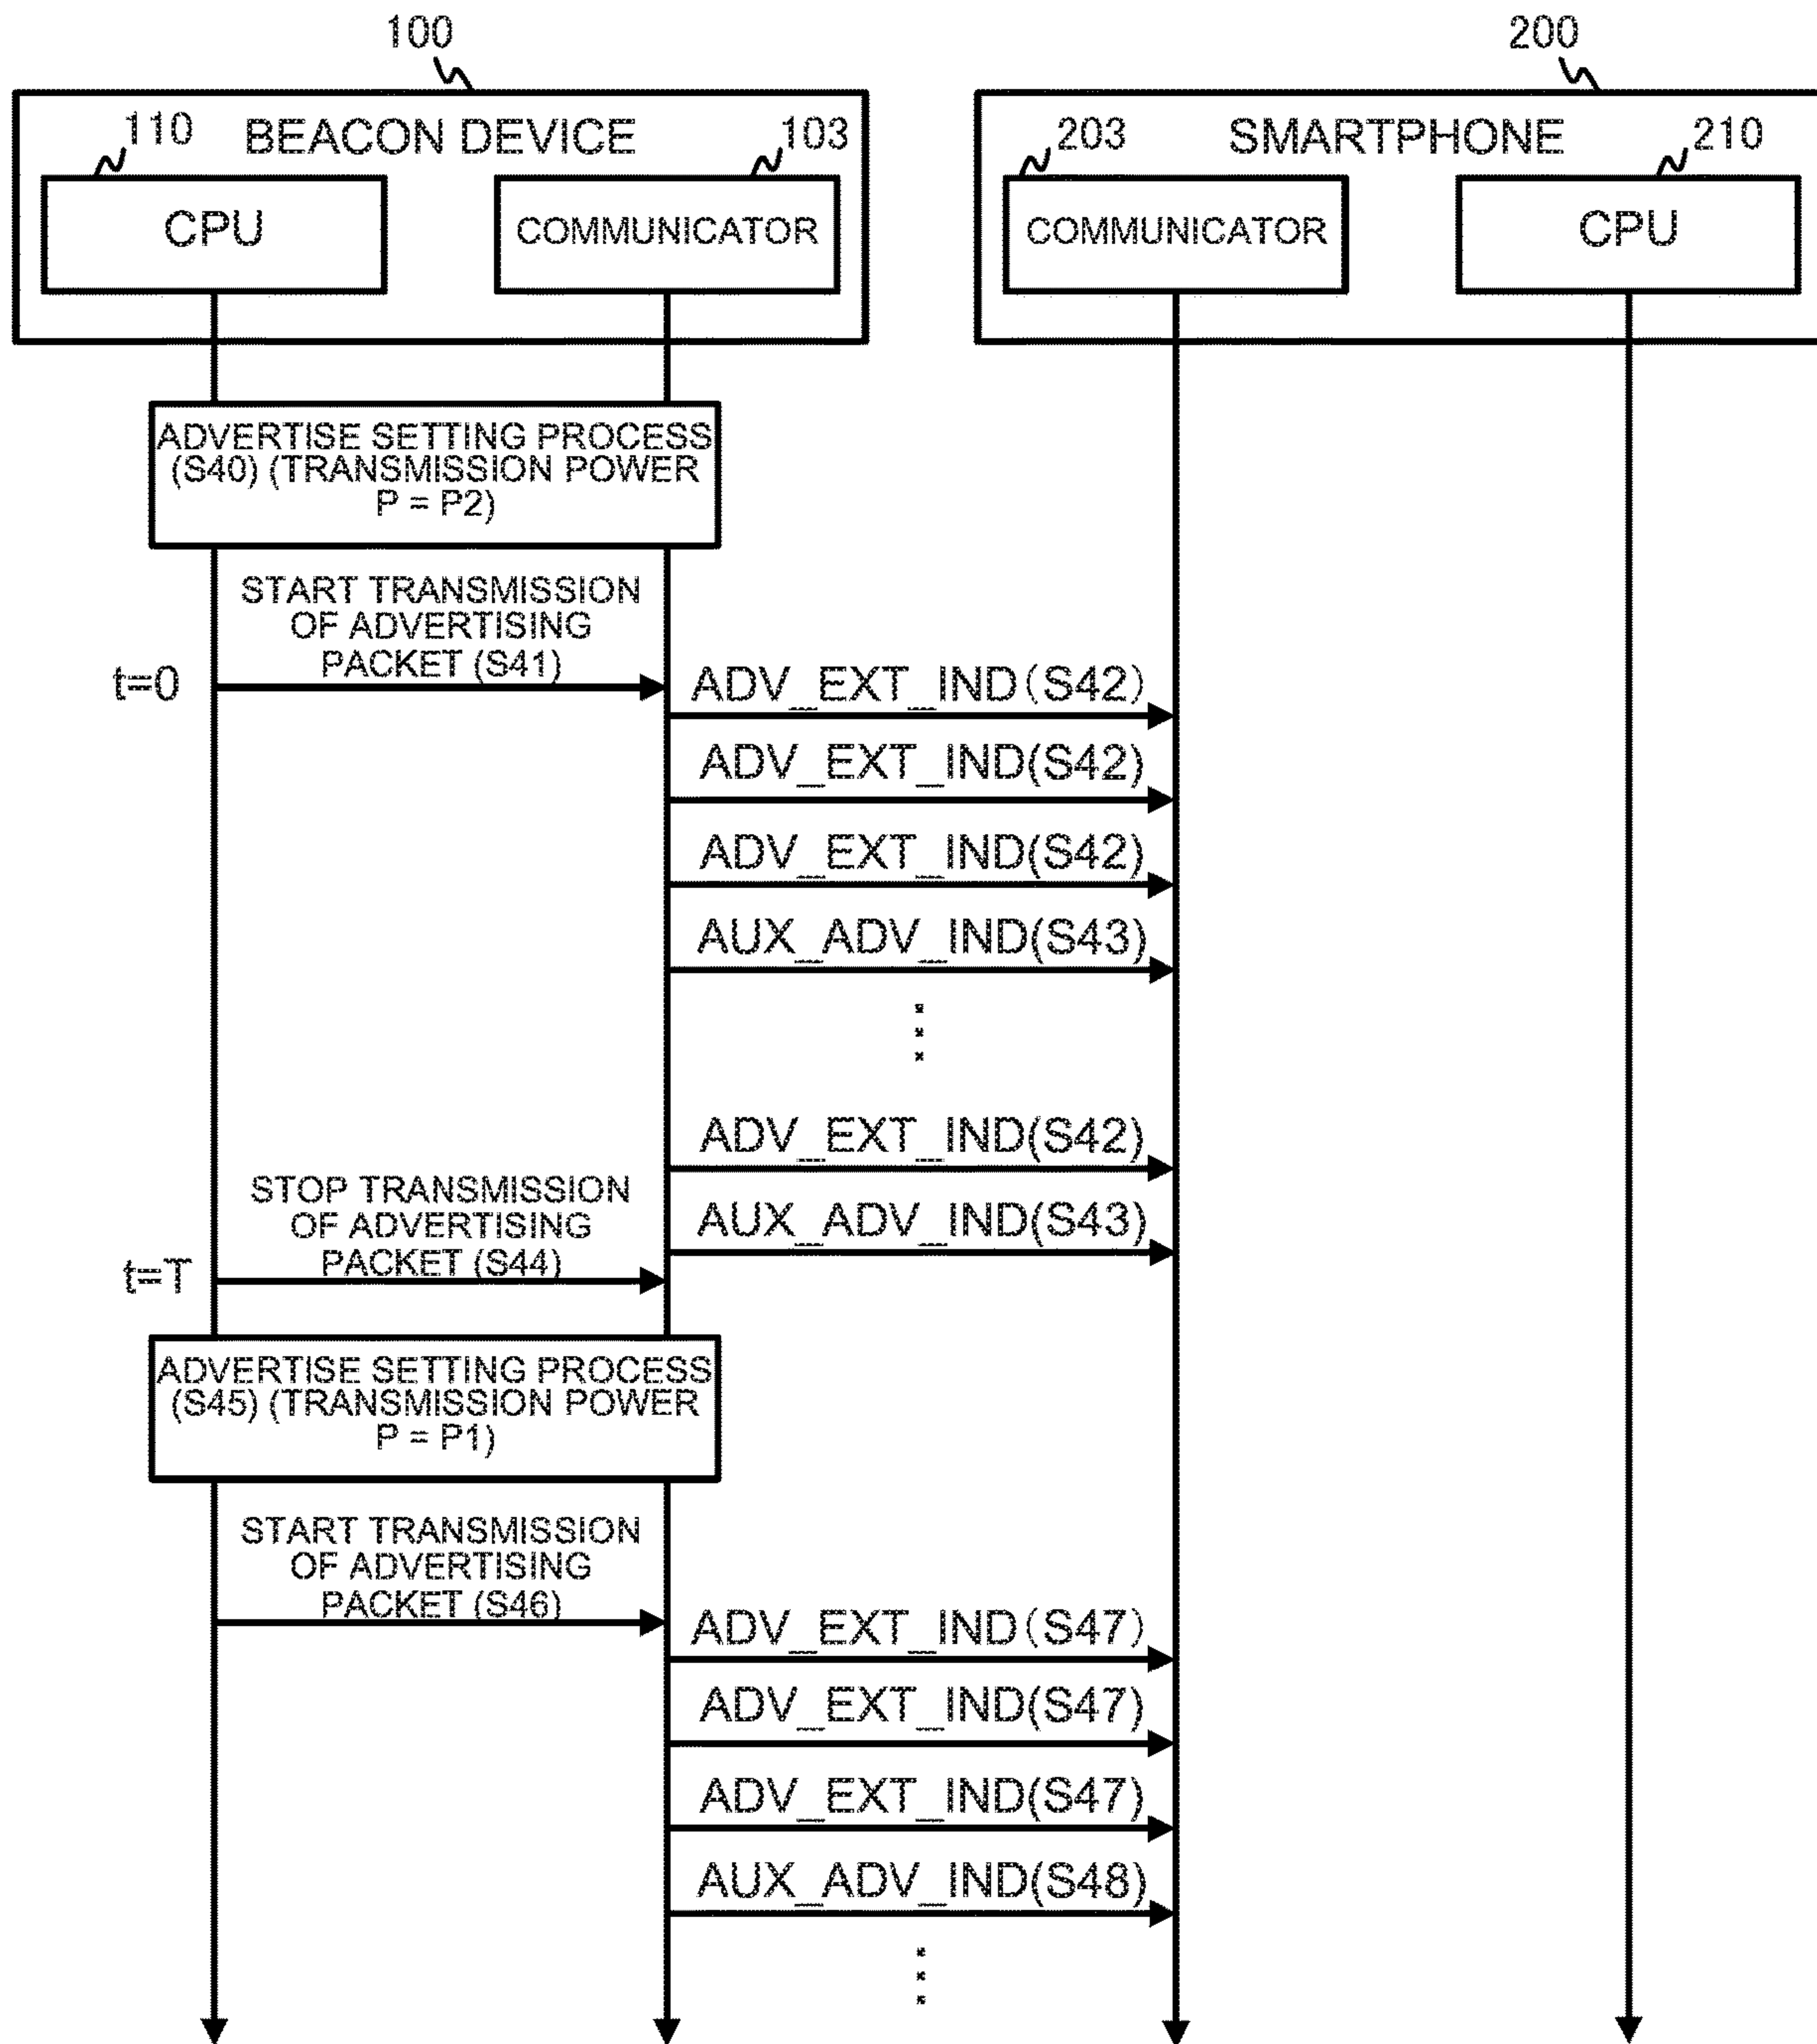 100
200
110
BEACON DEVICE
103
203
SMARTPHONE
210
CPU
COMMUNICATOR
COMMUNICATOR
CPU
ADVERTISE SETTING PROCESS
(S40) (TRANSMISSION POWER
P = P2)
START TRANSMISSION
OF ADVERTISING
PACKET (S41)
t=0
ADV_EXT_IND(S42)
ADV_EXT_IND(S42)
ADV_EXT_IND(S42)
AUX_ADV_IND(S43)
ADV_EXT_IND(S42)
STOP TRANSMISSION
OF ADVERTISING
PACKET (S44)
AUX_ADV_IND(S43)
t=T
ADVERTISE SETTING PROCESS
(S45) (TRANSMISSION POWER
P = P1)
START TRANSMISSION
OF ADVERTISING
PACKET (S46)
ADV_EXT_IND(S47)
ADV_EXT_IND(S47)
ADV_EXT_IND(S47)
AUX_ADV_IND(S48)